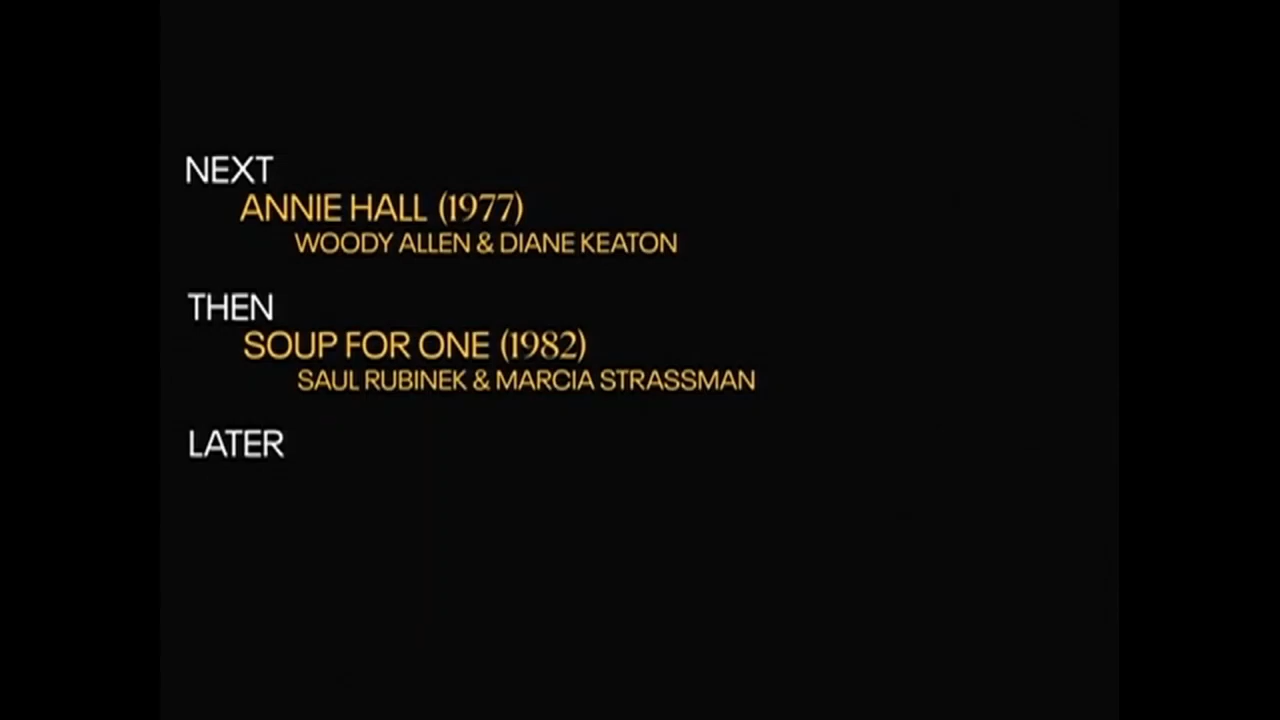 NEXT
ANNIE HALL (1977)
WOODY ALLEN & DIANE KEATON
THEN
SOUP FOR ONE (1982)
SAUL RUBINEK & MARCIA STRASSMAN
LATER